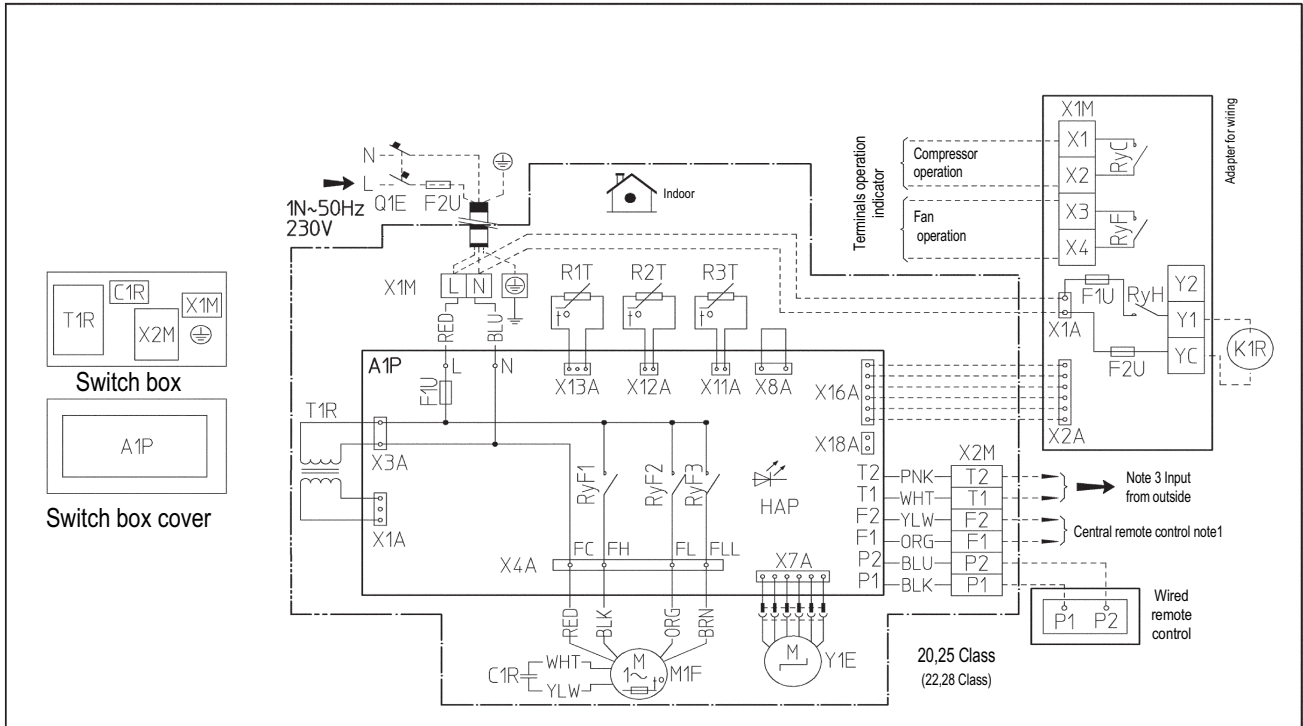 N
L
Q1E
F2U
1N~50Hz
230V
Indoor
Terminals operation
indicator
Compressor
operation
Fan
operation
X1M
X1
X2
X3
X4
RyC
RyF
Adapter for wiring
X1A
F1U
RyH
Y2
Y1
YC
F2U
K1R
X2A
C1R
T1R
X2M
X1M
Switch box
A1P
Switch box cover
X1M
L
N
RED
BLU
R1T
R2T
R3T
t°
t°
t°
A1P
L
N
F1U
X13A
X12A
X11A
X8A
X16A
X18A
T1R
X3A
X1A
RyF1
RyF2
RyF3
HAP
X4A
FC
FH
FL
FLL
X7A
T2
T1
F2
F1
P2
P1
PNK
WHT
YLW
ORG
BLU
BLK
X2M
T2
T1
F2
F1
P2
P1
Note 3 Input
from outside
Central remote control note1
P1 P2
Wired
remote
control
RED
BLK
ORG
BRN
C1R
WHT
YLW
M
1~
t°
M1F
M
Y1E
20,25 Class
(22,28 Class)